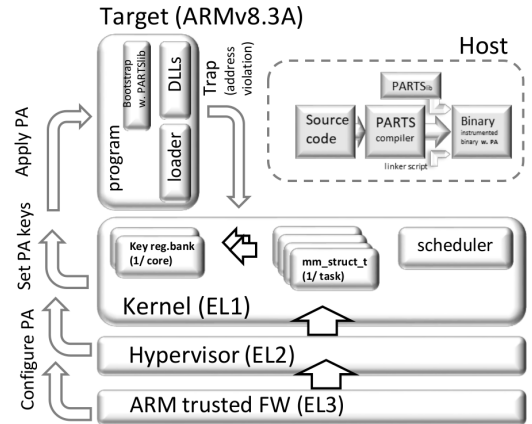 Target (ARMv8.3A)
Host
program
Bootstrap
w. PARTSlib
DLLs
loader
Trap
(address
violation)
PARTSlib
Source
code
PARTS
compiler
Binary
instrumented
binary w. PA
linker script
Apply PA
Set PA keys
Configure PA
Key reg.bank
(1/ core)
mm_struct_t
(1/ task)
scheduler
Kernel (EL1)
Hypervisor (EL2)
ARM trusted FW (EL3)